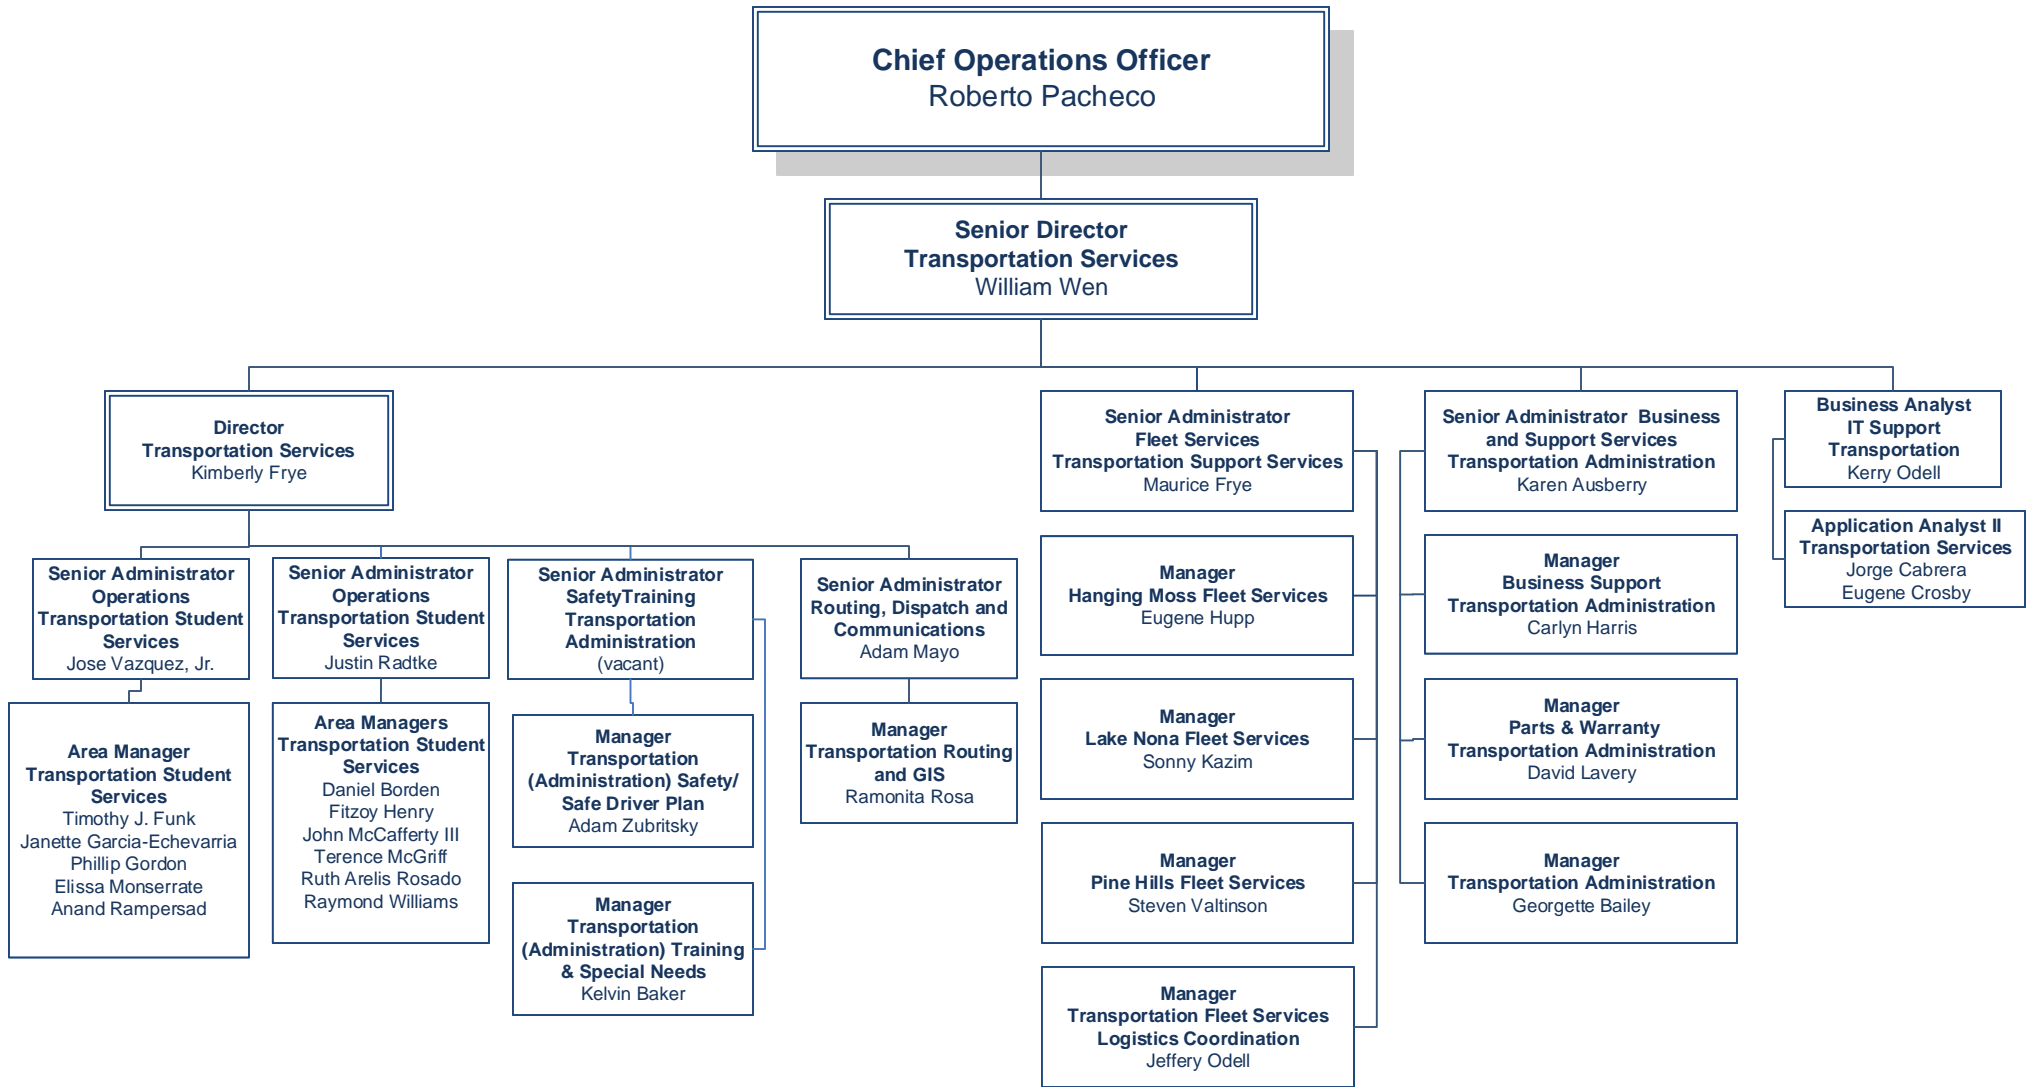 Chief Operations Officer
Roberto Pacheco
Senior Director
Transportation Services
William Wen
Director
Transportation Services
Kimberly Frye
Senior Administrator
Fleet Services
Transportation Support Services
Maurice Frye
Senior Administrator Business
and Support Services
Transportation Administration
Karen Ausberry
Business Analyst
IT Support
Transportation
Kerry Odell
Application Analyst II
Transportation Services
Jorge Cabrera
Eugene Crosby
Senior Administrator
Operations
Transportation Student
Services
Jose Vazquez, Jr.
Senior Administrator
Operations
Transportation Student
Services
Justin Radtke
Senior Administrator
SafetyTraining
Transportation
Administration
(vacant)
Senior Administrator
Routing, Dispatch and
Communications
Adam Mayo
Manager
Hanging Moss Fleet Services
Eugene Hupp
Manager
Business Support
Transportation Administration
Carlyn Harris
Area Manager
Transportation Student
Services
Timothy J. Funk
Janette Garcia-Echevarria
Phillip Gordon
Elissa Monserrate
Anand Rampersad
Area Managers
Transportation Student
Services
Daniel Borden
Fitzoy Henry
John McCafferty III
Terence McGriff
Ruth Arelis Rosado
Raymond Williams
Manager
Transportation
(Administration) Safety/
Safe Driver Plan
Adam Zubritsky
Manager
Transportation Routing
and GIS
Ramonita Rosa
Manager
Lake Nona Fleet Services
Sonny Kazim
Manager
Parts & Warranty
Transportation Administration
David Lavery
Manager
Transportation
(Administration) Training
& Special Needs
Kelvin Baker
Manager
Pine Hills Fleet Services
Steven Valtinson
Manager
Transportation Administration
Georgette Bailey
Manager
Transportation Fleet Services
Logistics Coordination
Jeffery Odell